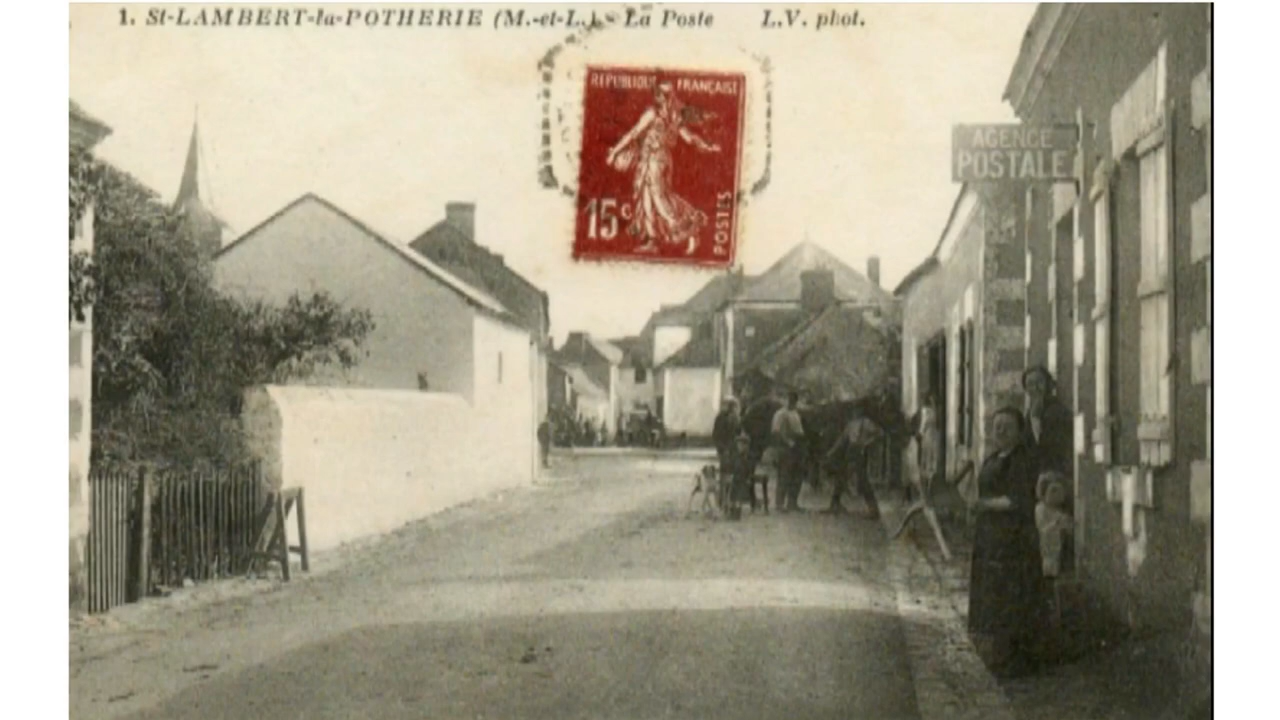 1. St-LAMBERT-la-POTHERIE (M.-et-L.) - La Poste L.V. phot.
REPUBLIQUE FRANÇAISE
15c
POSTES
AGENCE
POSTALE